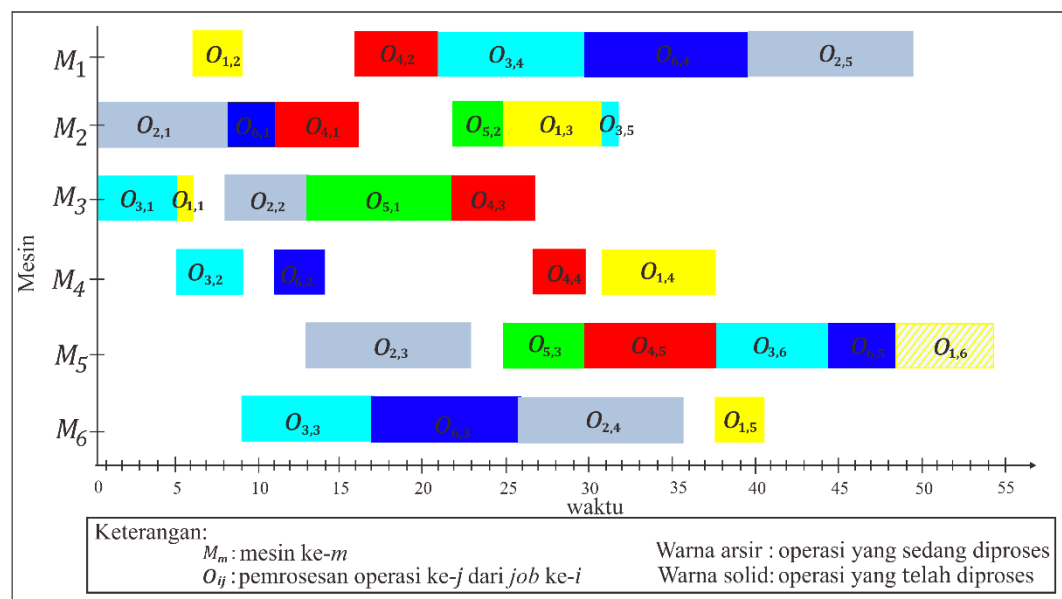 M1 O1,2 O4,2 O3,4 O6,4 O2,5
M2 O2,1 O6,1 O4,1 O5,2 O1,3 O3,5
M3 O3,1 O1,1 O2,2 O5,1 O4,3
Mesin
M4 O3,2 O6,2 O4,4 O1,4
M5 O2,3 O5,3 O4,5 O3,6 O6,5 O1,6
M6 O3,3 O6,3 O2,4 O1,5
0 5 10 15 20 25 30 35 40 45 50 55
waktu
Keterangan:
Mm : mesin ke-m
Oij : pemrosesan operasi ke-j dari job ke-i
Warna arsir : operasi yang sedang diproses
Warna solid: operasi yang telah diproses